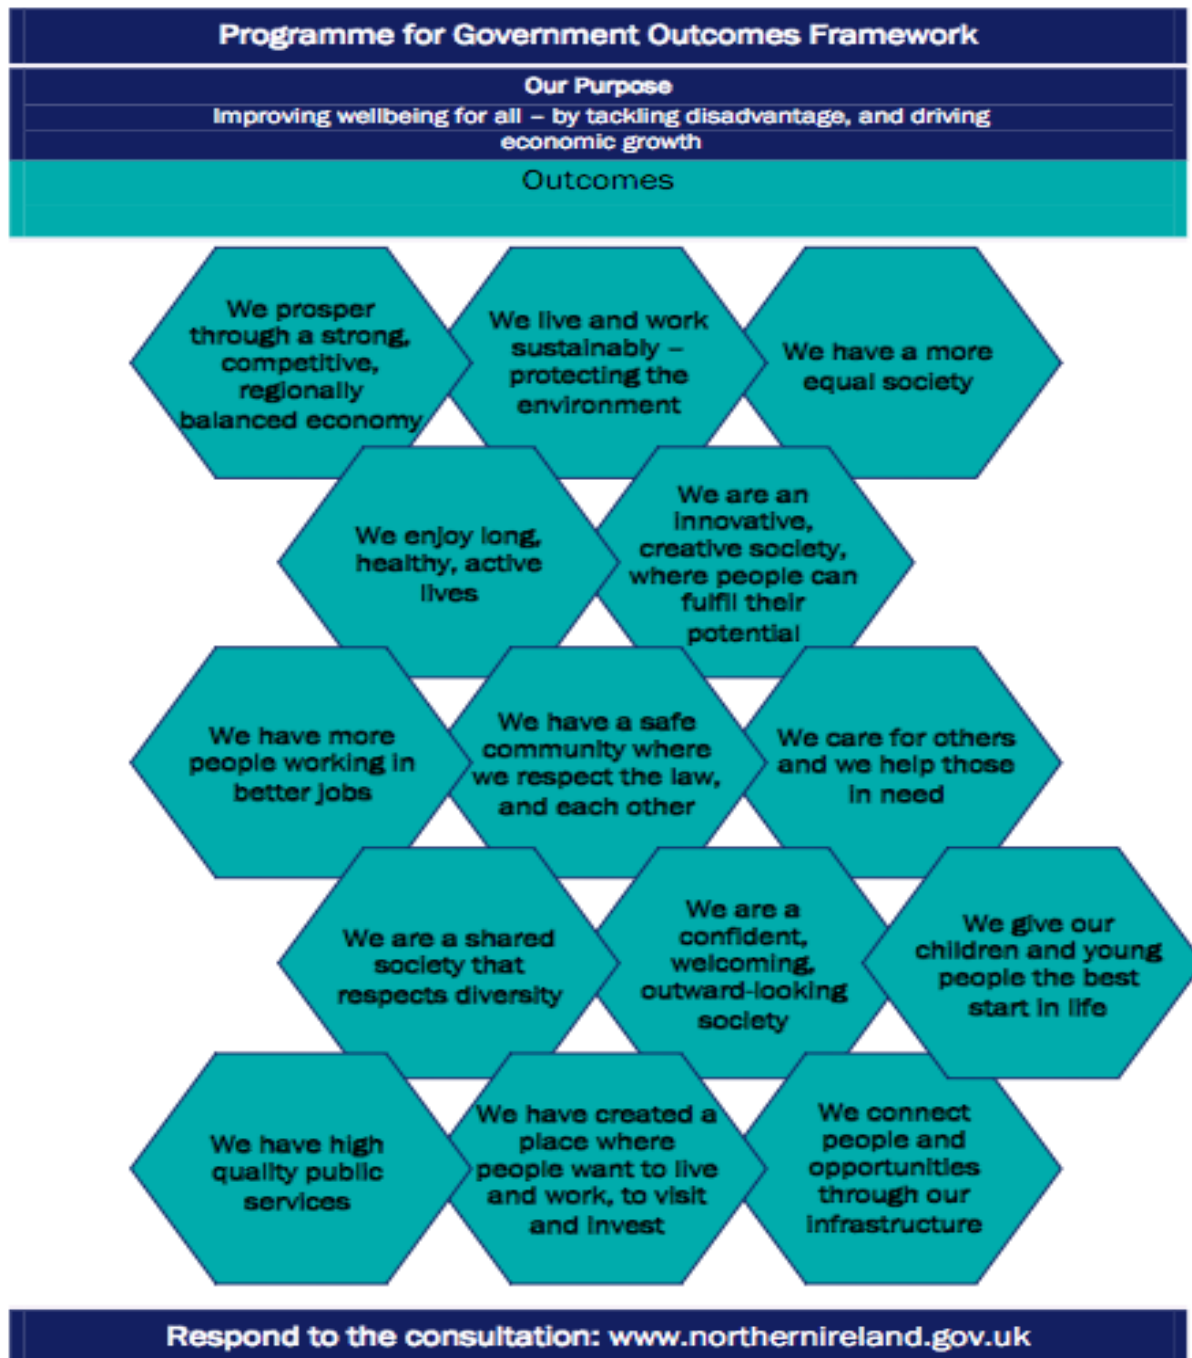 Programme for Government Outcomes Framework
Our Purpose
Improving wellbeing for all – by tackling disadvantage, and driving
economic growth
Outcomes
We prosper
through a strong,
competitive,
regionally
balanced economy
We live and work
sustainably –
protecting the
environment
We have a more
equal society
We enjoy long,
healthy, active
lives
We are an
innovative,
creative society,
where people can
fulfil their
potential
We have more
people working in
better jobs
We have a safe
community where
we respect the law,
and each other
We care for others
and we help those
in need
We are a shared
society that
respects diversity
We are a
confident,
welcoming,
outward-looking
society
We give our
children and young
people the best
start in life
We have high
quality public
services
We have created a
place where
people want to live
and work, to visit
and invest
We connect
people and
opportunities
through our
infrastructure
Respond to the consultation: www.northernireland.gov.uk